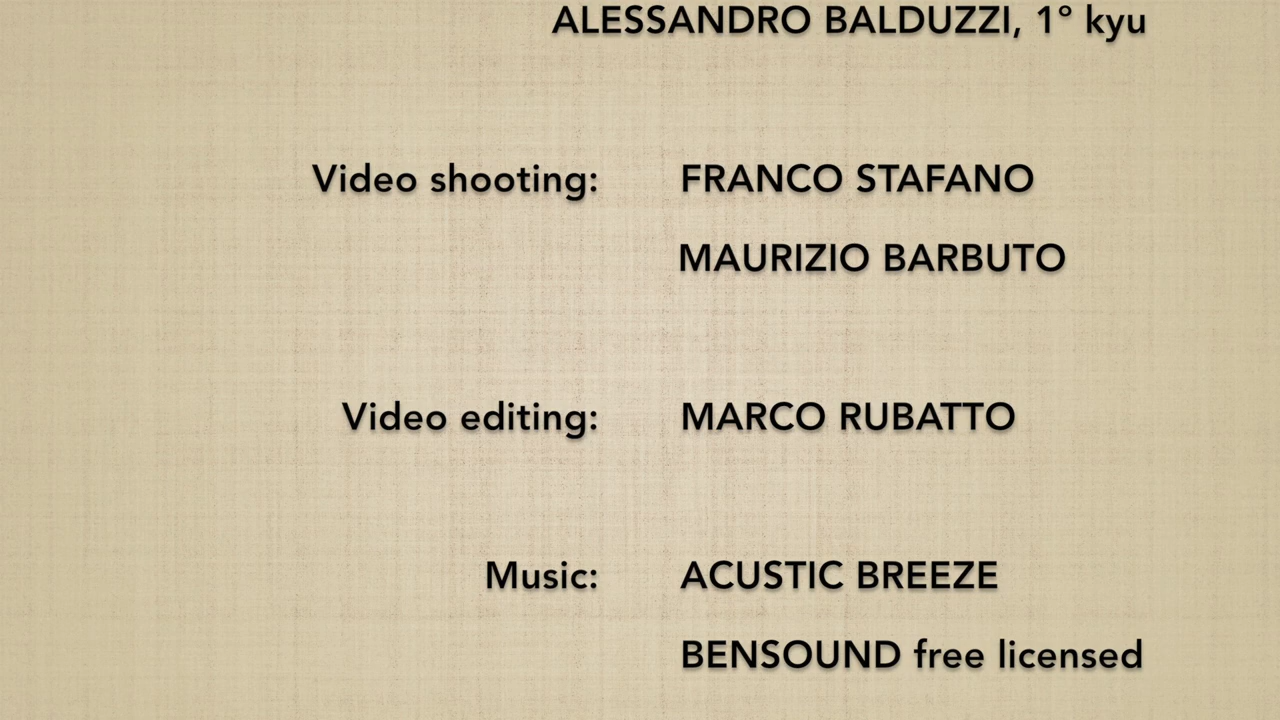 ALESSANDRO BALDUZZI, 1° kyu
Video shooting: FRANCO STAFANO
MAURIZIO BARBUTO
Video editing: MARCO RUBATTO
Music: ACUSTIC BREEZE
BENSOUND free licensed